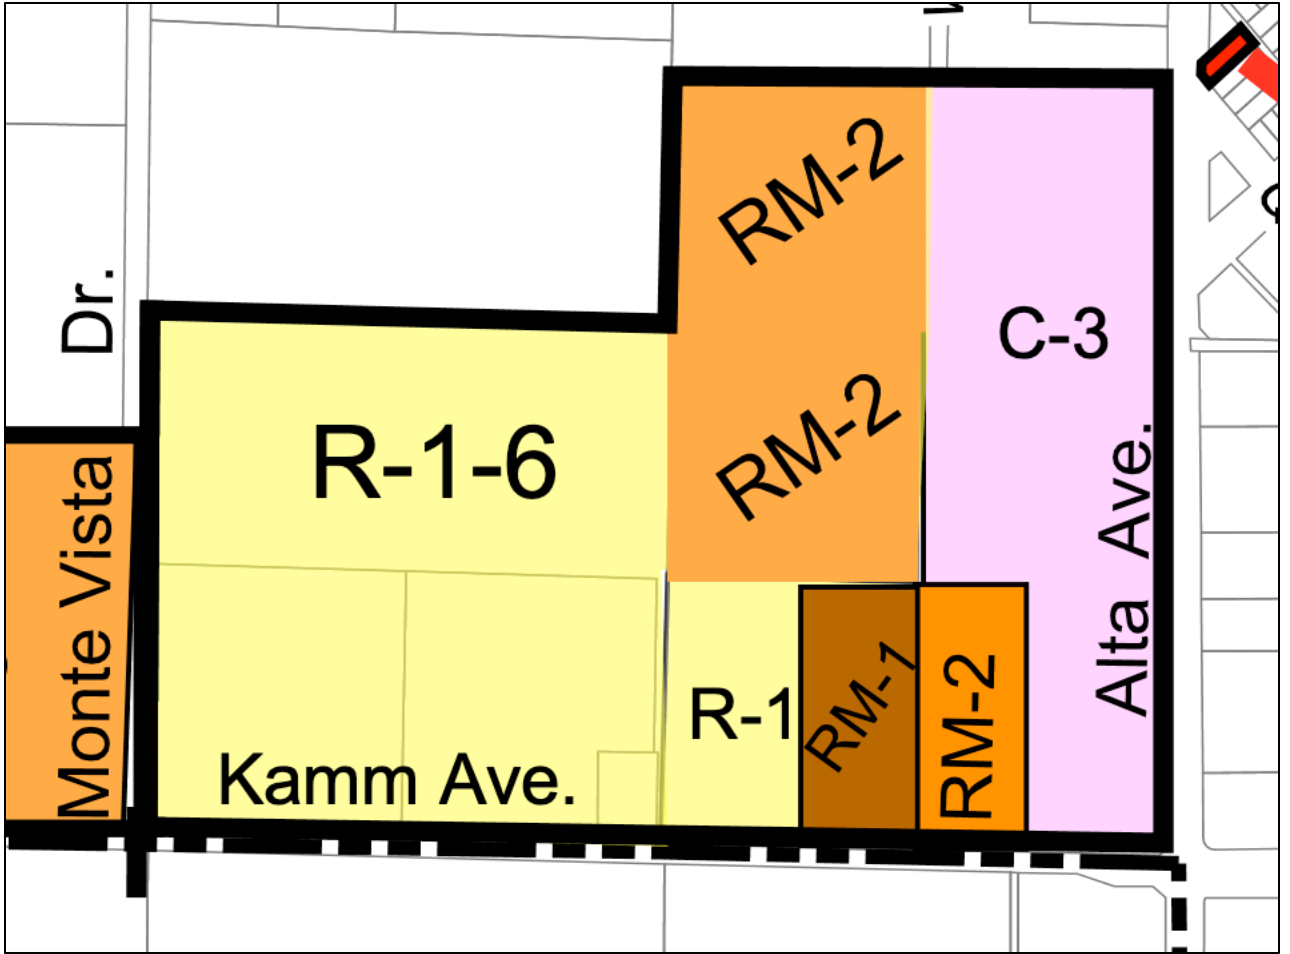 RM-2
C-3
Dr.
RM-2
R-1-6
Monte Vista
Alta Ave.
R-1
RM-1
RM-2
Kamm Ave.